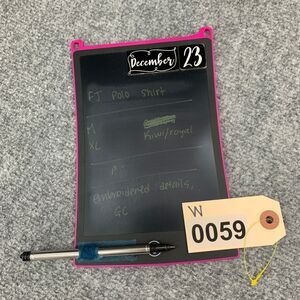 December 23
FT Polo Shirt
M
Kiwi/royal
XL
embroidered details,
GC
W
0059